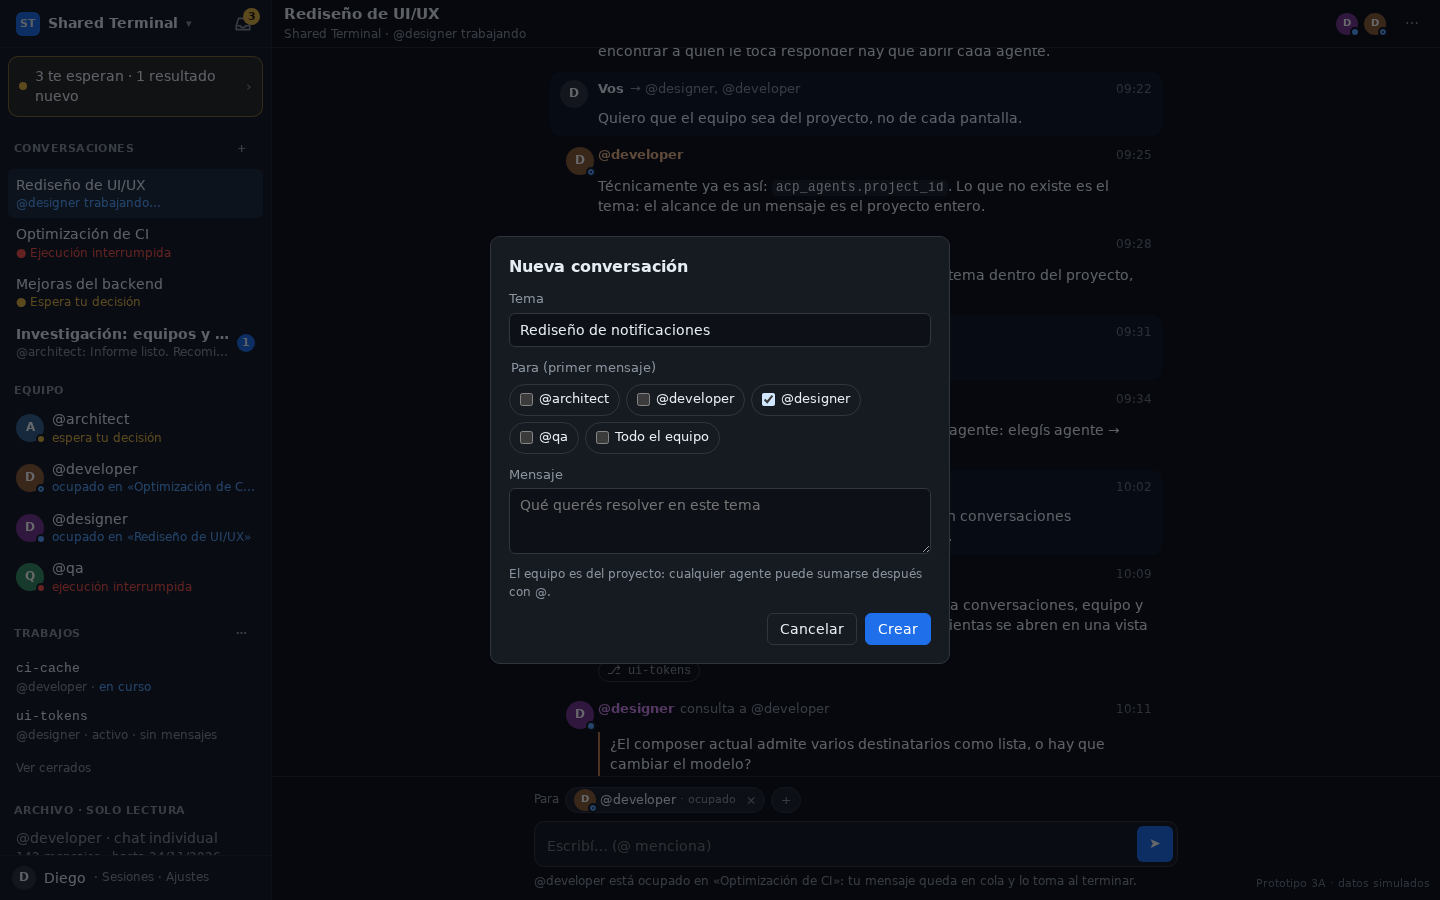 ST Shared Terminal ▾ 3
3 te esperan · 1 resultado
nuevo ›
CONVERSACIONES +
Rediseño de UI/UX
@designer trabajando…
Optimización de CI
Ejecución interrumpida
Mejoras del backend
Espera tu decisión
Investigación: equipos y …
@architect: Informe listo. Recomi… 1
EQUIPO
A @architect
espera tu decisión
D @developer
ocupado en «Optimización de C…
D @designer
ocupado en «Rediseño de UI/UX»
Q @qa
ejecución interrumpida
TRABAJOS ···
ci-cache
@developer · en curso
ui-tokens
@designer · activo · sin mensajes
Ver cerrados
ARCHIVO · SOLO LECTURA
@developer · chat individual
D Diego · Sesiones · Ajustes
Rediseño de UI/UX
Shared Terminal · @designer trabajando
D D ···
encontrar a quién le toca responder hay que abrir cada agente.
D Vos → @designer, @developer 09:22
Quiero que el equipo sea del proyecto, no de cada pantalla.
D @developer 09:25
Técnicamente ya es así: acp_agents.project_id. Lo que no existe es el
tema: el alcance de un mensaje es el proyecto entero.
09:28
tema dentro del proyecto,
09:31
09:34
agente: elegís agente →
10:02
conversaciones
10:09
a conversaciones, equipo y
ientas se abren en una vista
⎇ ui-tokens
D @designer consulta a @developer 10:11
¿El composer actual admite varios destinatarios como lista, o hay que
cambiar el modelo?
Nueva conversación
Tema
Rediseño de notificaciones
Para (primer mensaje)
@architect @developer @designer
@qa Todo el equipo
Mensaje
Qué querés resolver en este tema
El equipo es del proyecto: cualquier agente puede sumarse después
con @.
Cancelar Crear
Para D @developer · ocupado × +
Escribí… (@ menciona) ➤
@developer está ocupado en «Optimización de CI»: tu mensaje queda en cola y lo toma al terminar.
Prototipo 3A · datos simulados